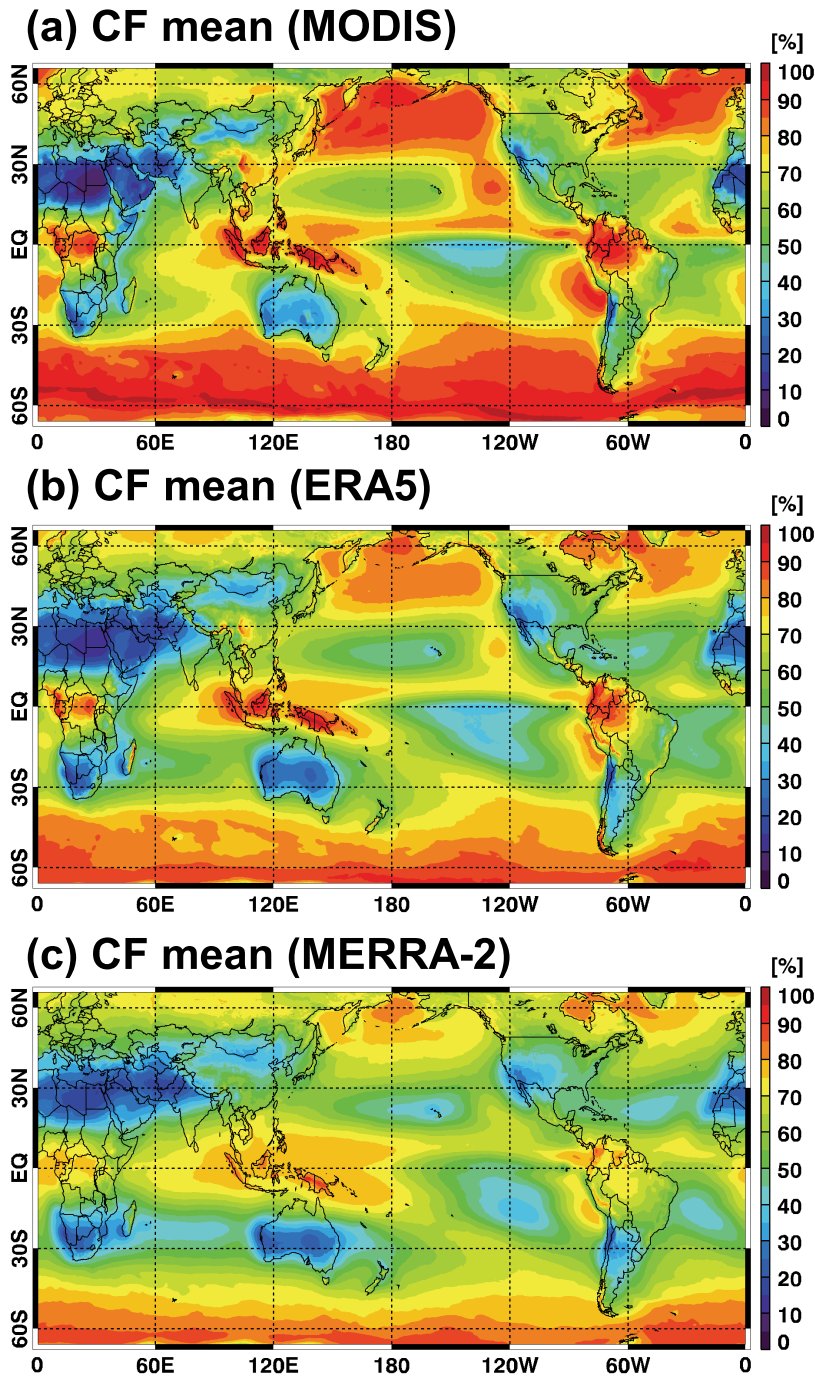 (a) CF mean (MODIS)
[%]
60N
30N
EQ
30S
60S
100
90
80
70
60
50
40
30
20
10
0
0 60E 120E 180 120W 60W 0
(b) CF mean (ERA5)
[%]
60N
30N
EQ
30S
60S
100
90
80
70
60
50
40
30
20
10
0
0 60E 120E 180 120W 60W 0
(c) CF mean (MERRA-2)
[%]
60N
30N
EQ
30S
60S
100
90
80
70
60
50
40
30
20
10
0
0 60E 120E 180 120W 60W 0